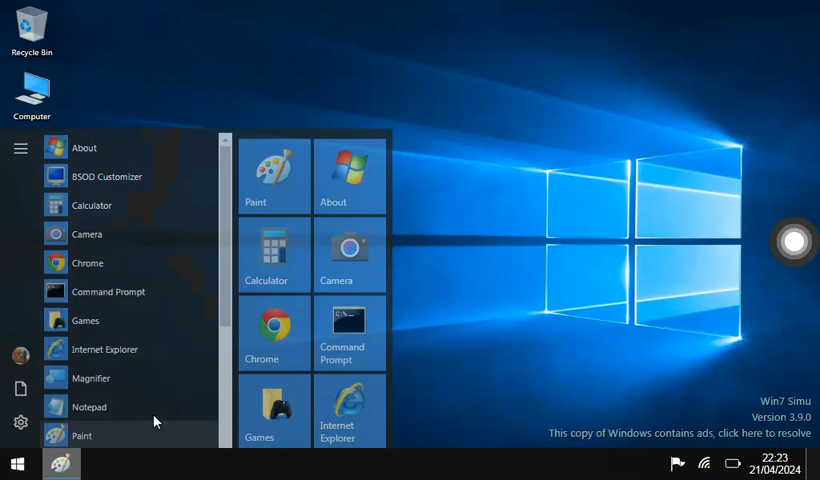 Recycle Bin
Computer
About
BSOD Customizer
Calculator
Camera
Chrome
Command Prompt
Games
Internet Explorer
Magnifier
Notepad
Paint
Paint
About
Calculator
Camera
Chrome
Command
Prompt
Games
Internet
Explorer
Win7 Simu
Version 3.9.0
This copy of Windows contains ads, click here to resolve
22:23
21/04/2024